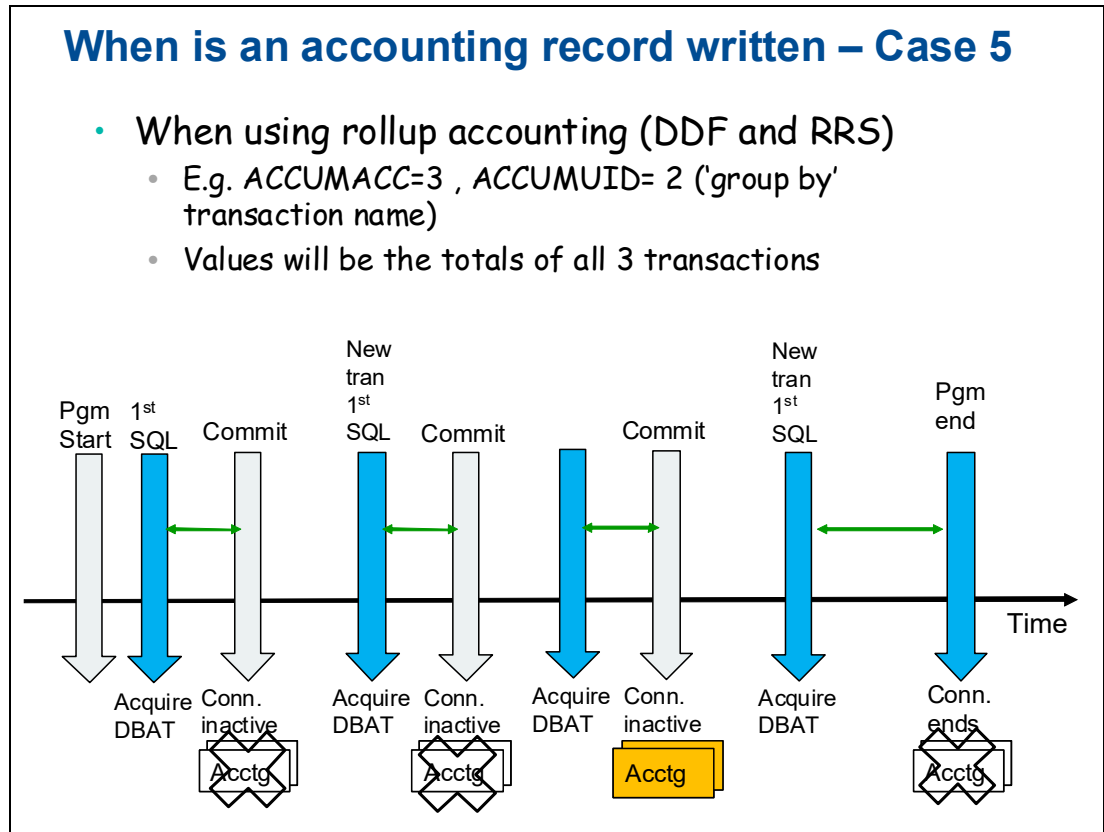 When is an accounting record written – Case 5
• When using rollup accounting (DDF and RRS)
• E.g. ACCUMACC=3 , ACCUMUID= 2 (‘group by’
transaction name)
• Values will be the totals of all 3 transactions
Pgm
Start
1st
SQL
Commit
New
tran
1st
SQL
Commit
Commit
New
tran
1st
SQL
Pgm
end
Time
Acquire
DBAT
Conn.
inactive
Acctg
Acquire
DBAT
Conn.
inactive
Acctg
Acquire
DBAT
Conn.
inactive
Acctg
Acquire
DBAT
Conn.
ends
Acctg